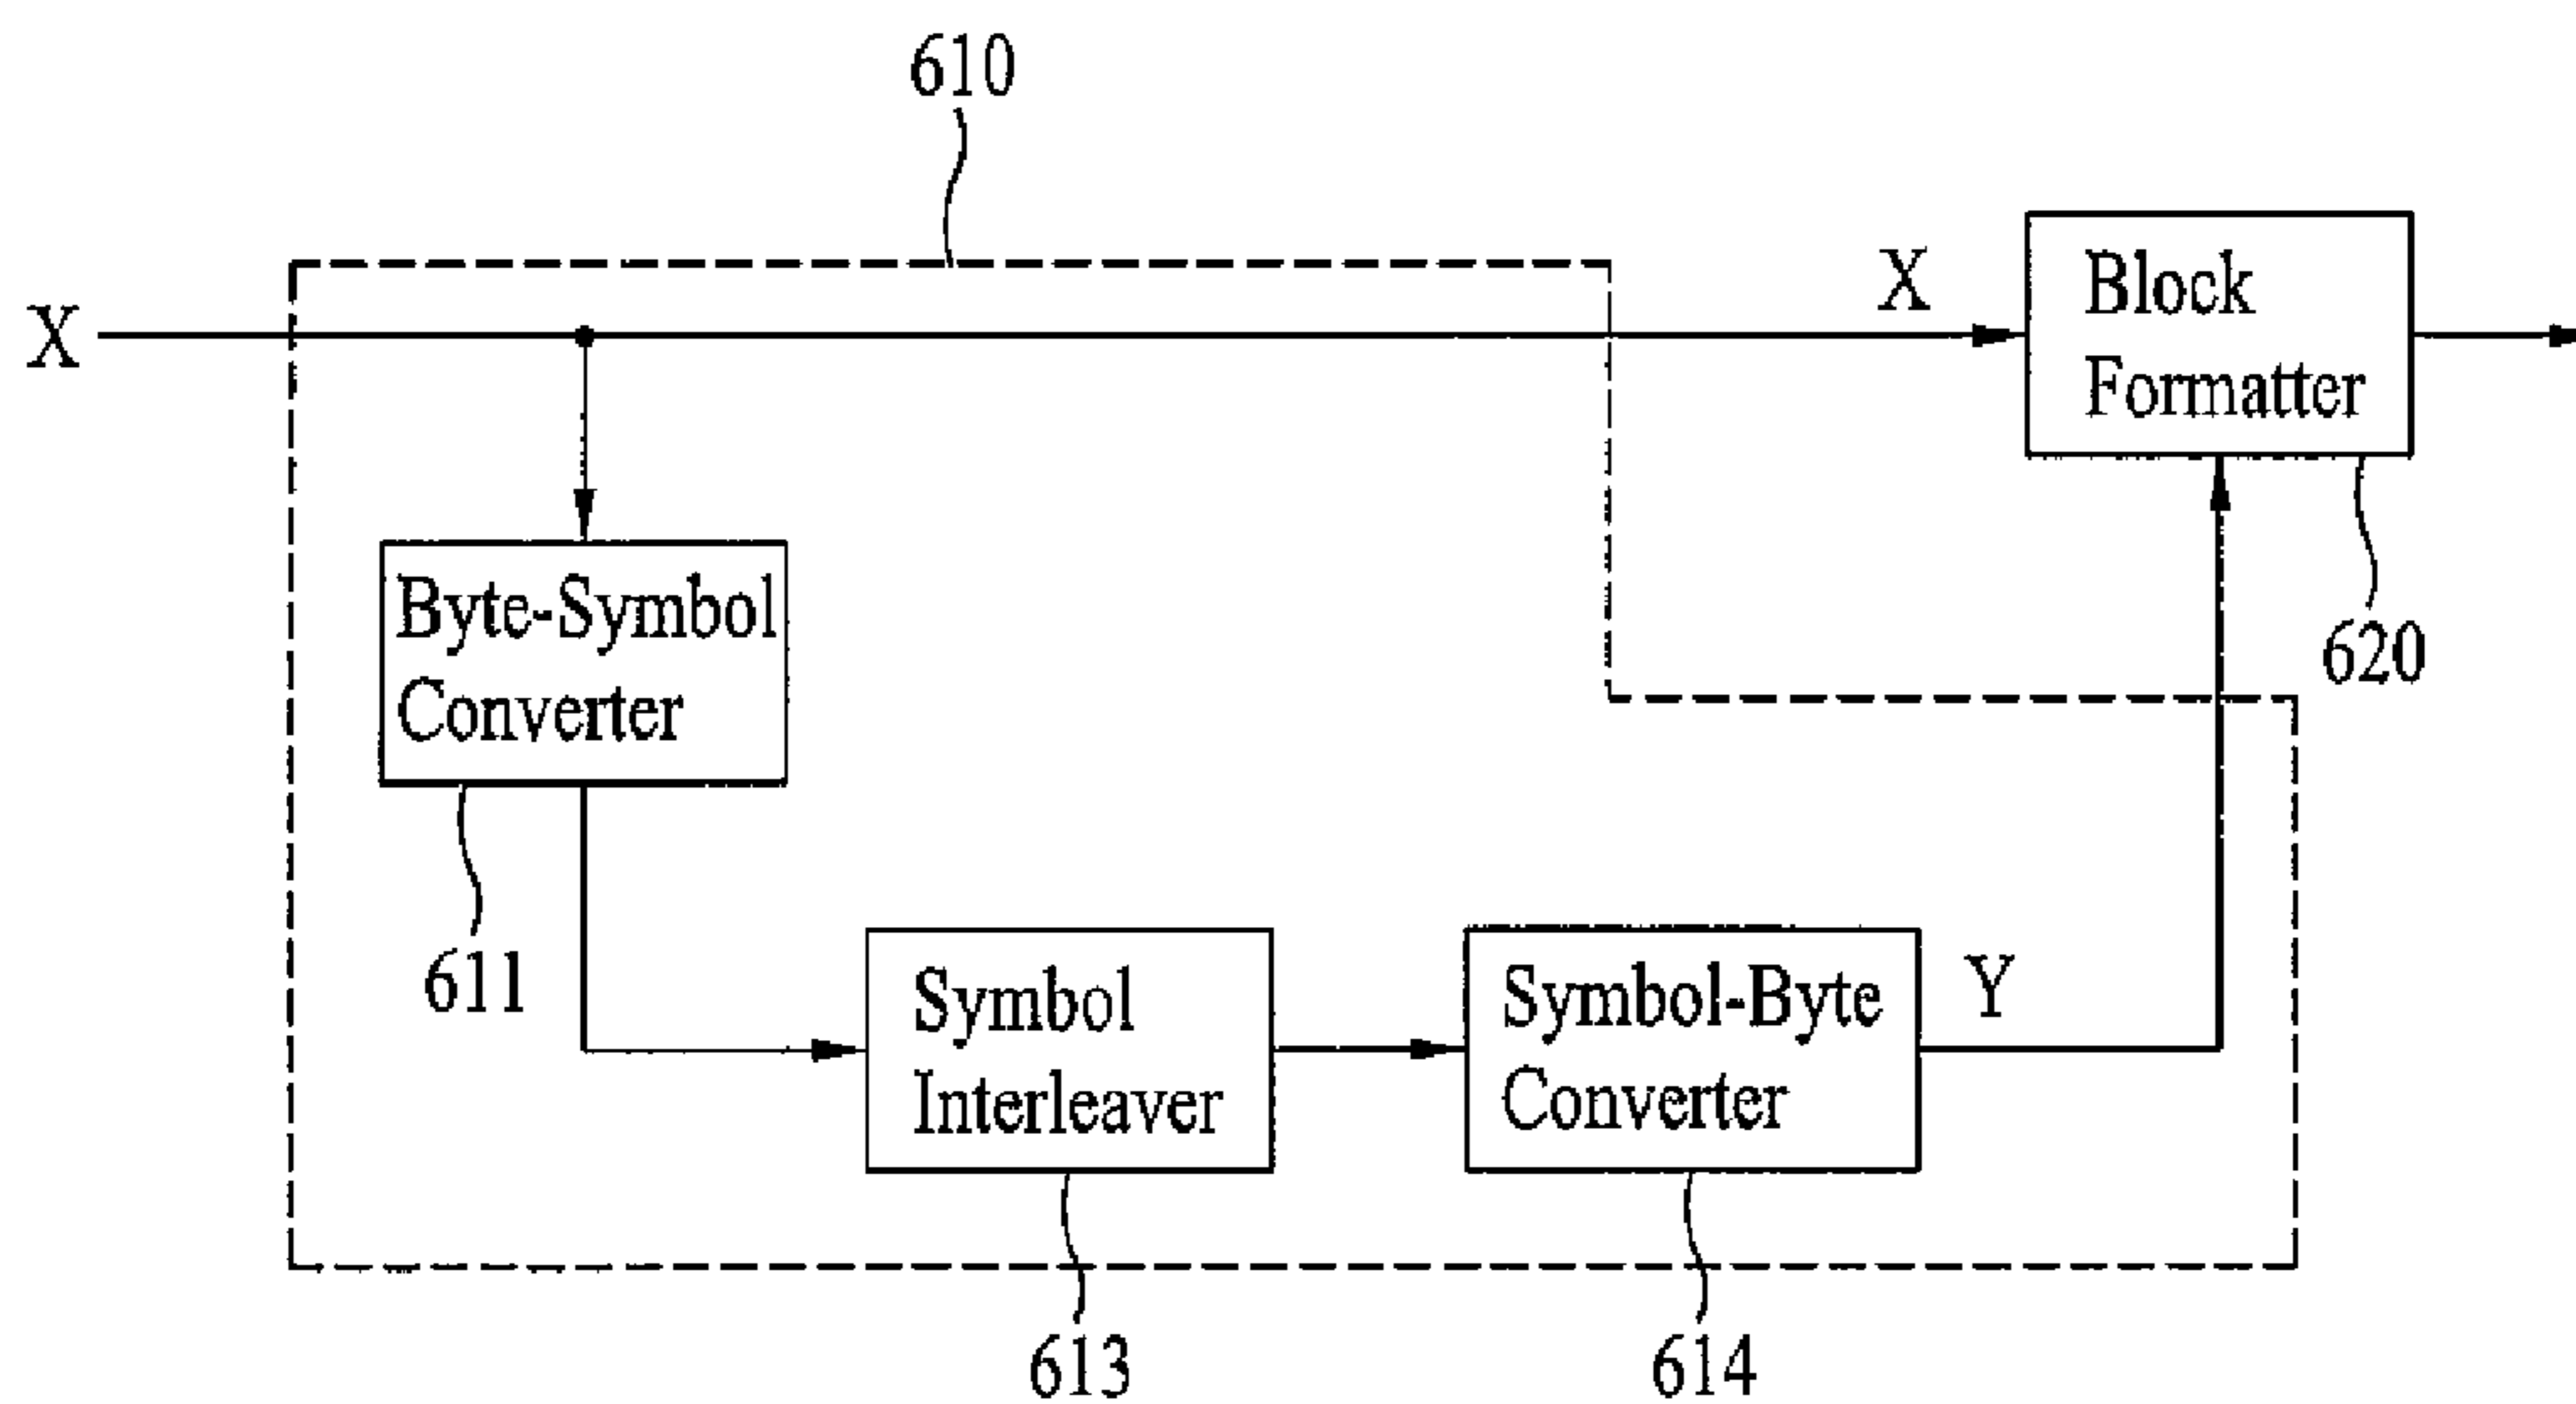 610
X
X
Block
Formatter
Byte-Symbol
Converter
620
611
Symbol
Interleaver
Symbol-Byte
Converter
Y
613
614